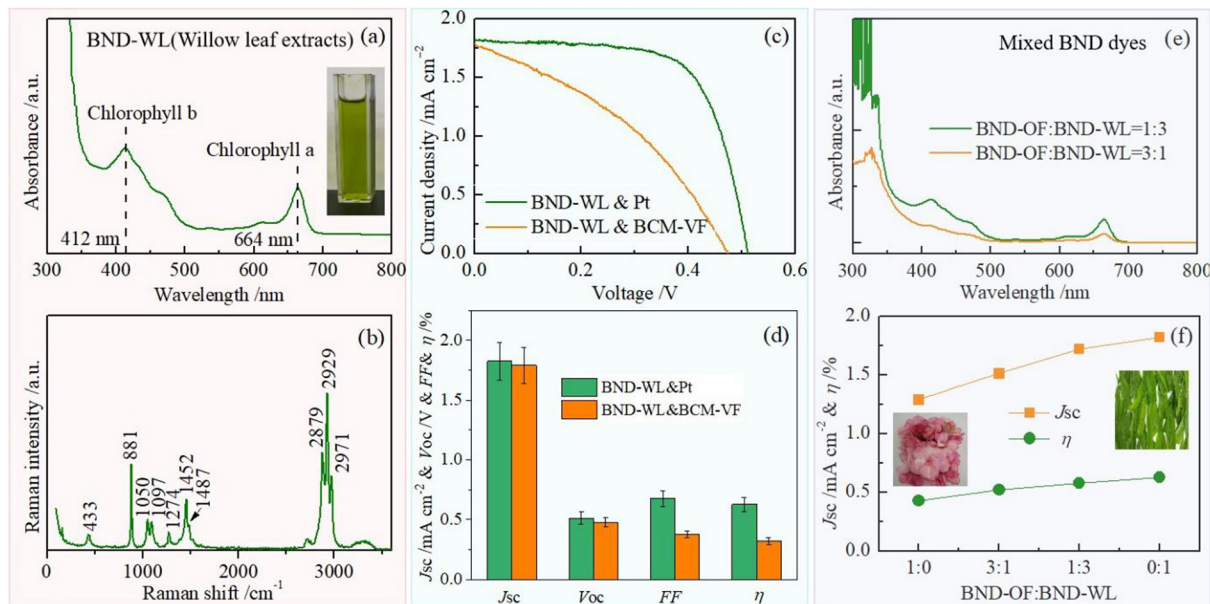 BND-WL(Willow leaf extracts) (a)
Chlorophyll b
Chlorophyll a
412 nm
664 nm
Absorbance /a.u.
300 400 500 600 700 800
Wavelength /nm
(b)
433
881
1050
1097
1274
1452
1487
2879
2929
2971
Raman intensity /a.u.
0 1000 2000 3000
Raman shift /cm-1
(c)
2.0
1.5
1.0
0.5
0.0
Current density /mA cm−2
BND-WL & Pt
BND-WL & BCM-VF
0.0 0.2 0.4 0.6
Voltage /V
(d)
2.0
1.5
1.0
0.5
0.0
Jsc /mA cm−2 & Voc /V & FF & η /%
BND-WL&Pt
BND-WL&BCM-VF
Jsc Voc FF η
Mixed BND dyes (e)
Absorbance /a.u.
BND-OF:BND-WL=1:3
BND-OF:BND-WL=3:1
300 400 500 600 700 800
Wavelength /nm
(f)
2.0
1.5
1.0
0.5
0.0
Jsc /mA cm−2 & η /%
Jsc
η
1:0 3:1 1:3 0:1
BND-OF:BND-WL